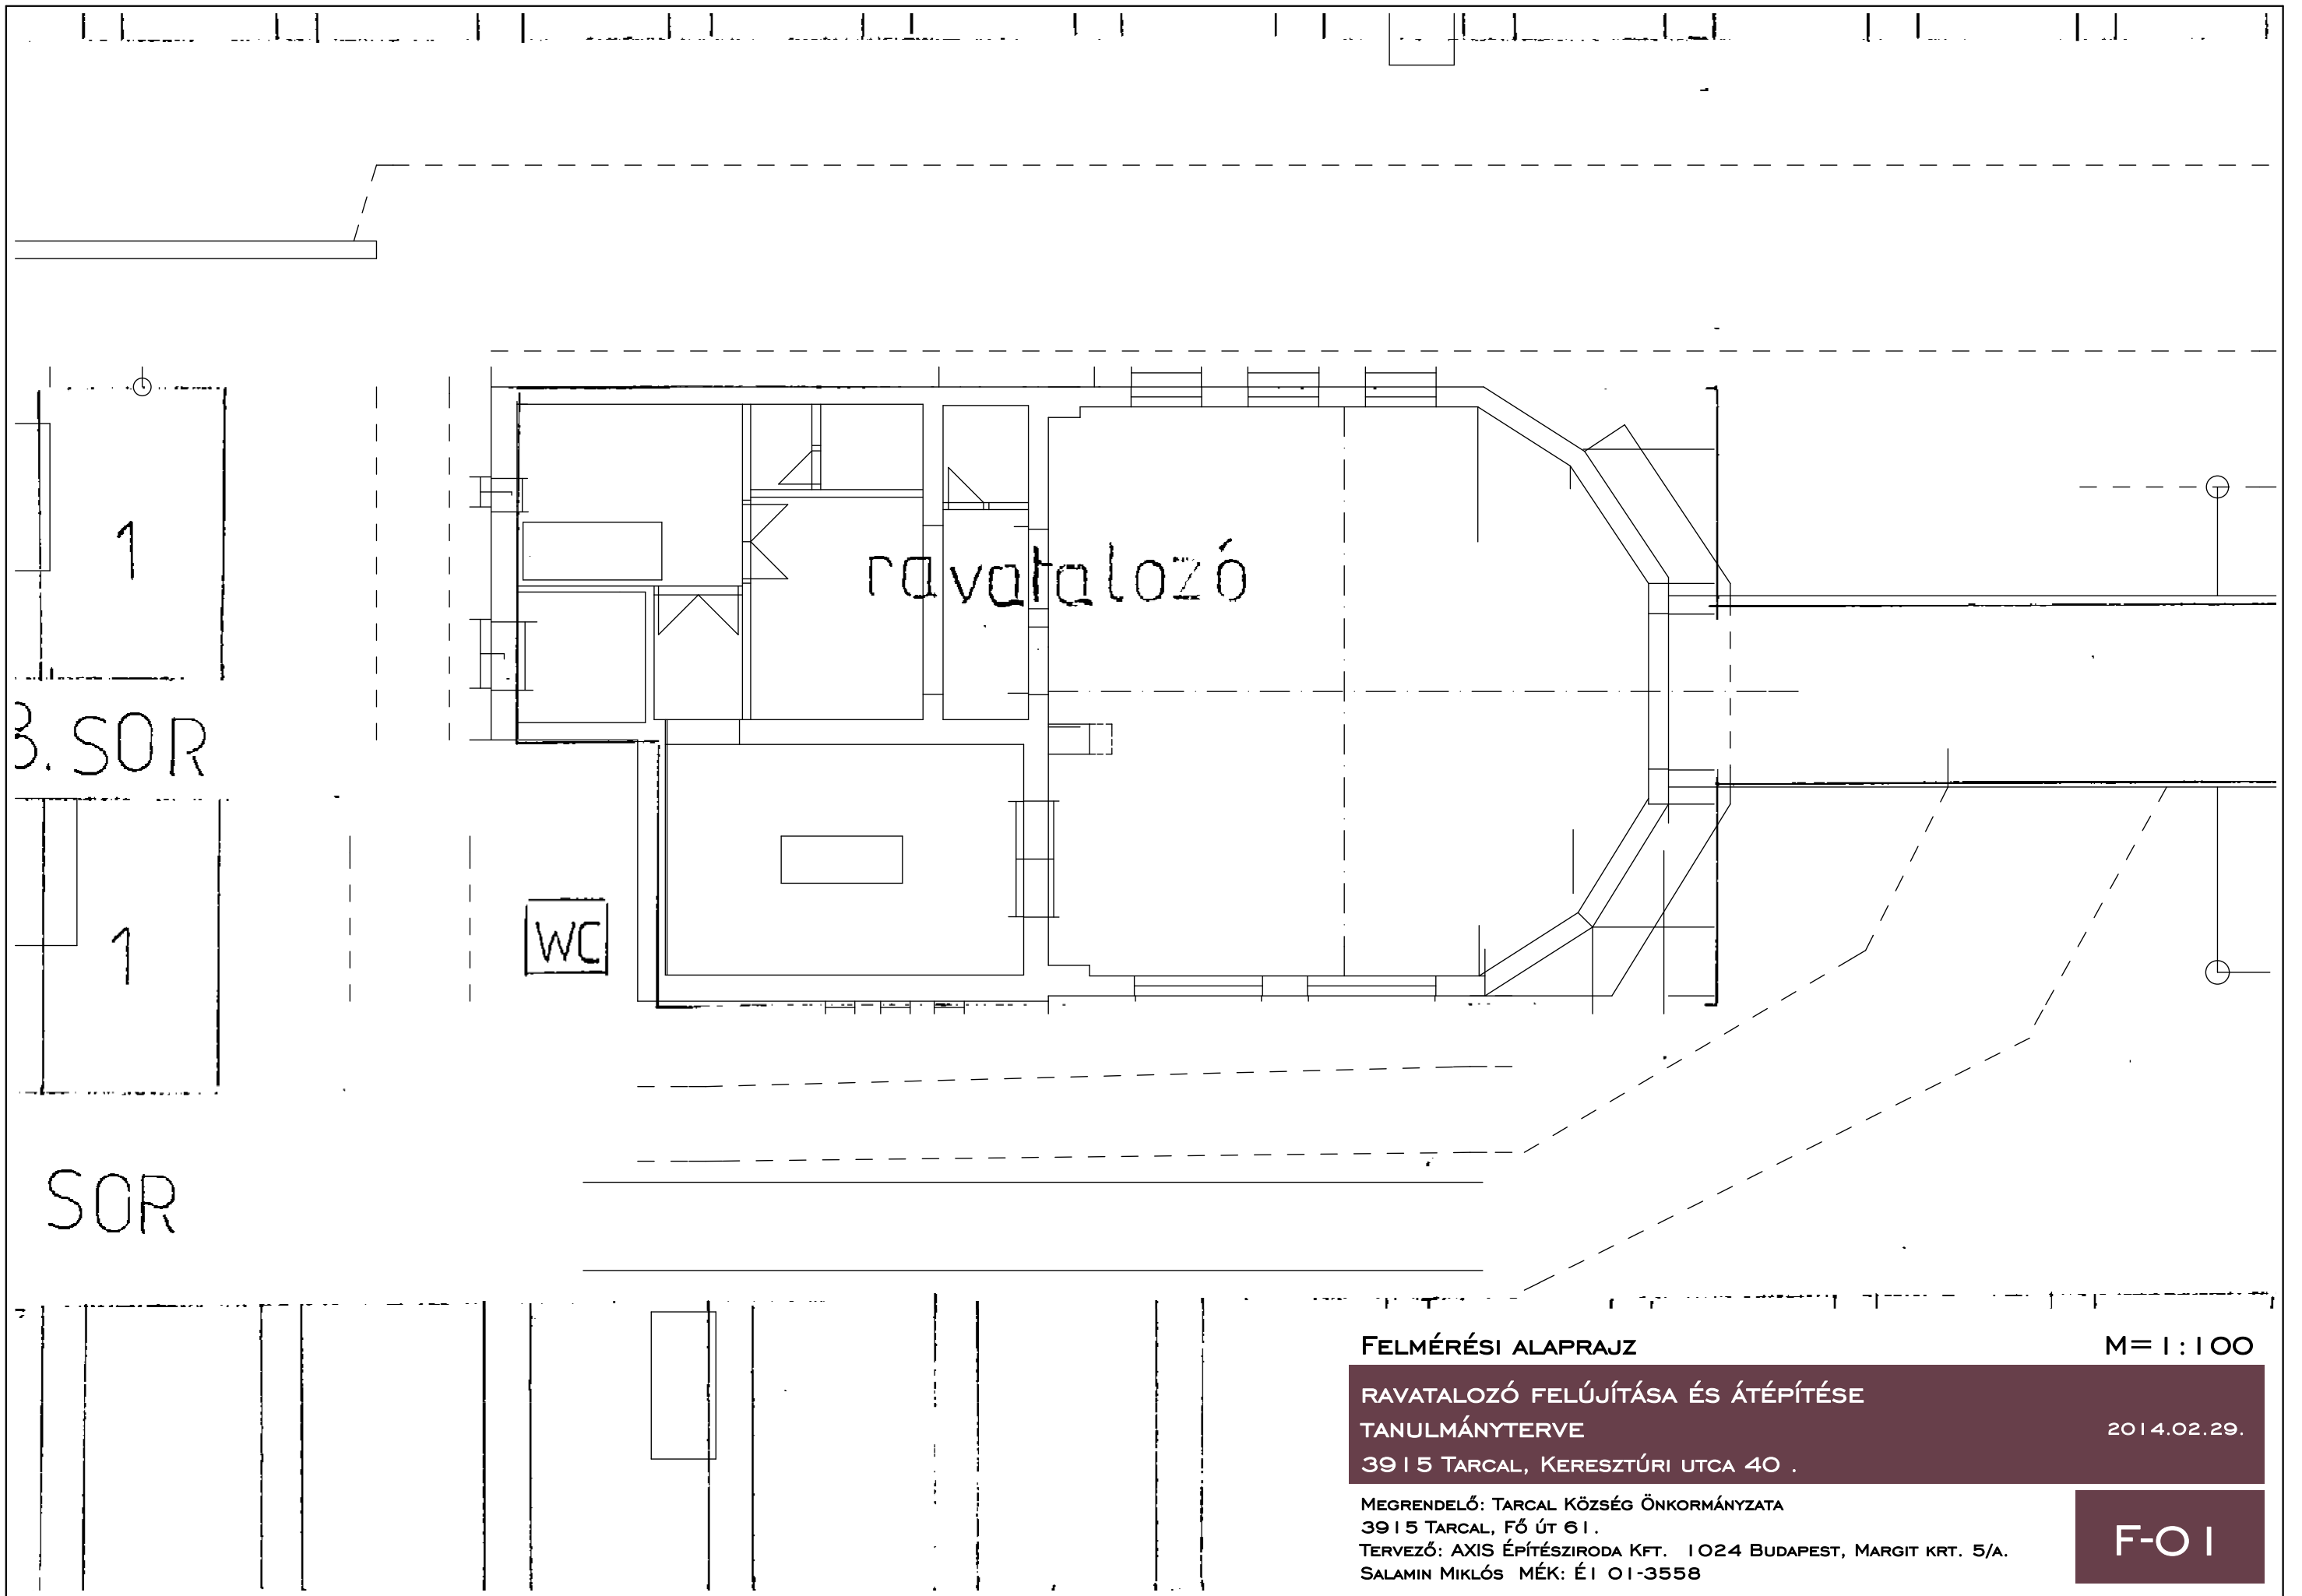 1
ravatalozó
3. SOR
1
WC
SOR
FELMÉRÉSI ALAPRAJZ M=1:100
RAVATALOZÓ FELÚJÍTÁSA ÉS ÁTÉPÍTÉSE
TANULMÁNYTERVE 2014.02.29.
3915 TARCAL, KERESZTÚRI UTCA 40 .
MEGRENDELŐ: TARCAL KÖZSÉG ÖNKORMÁNYZATA
3915 TARCAL, FŐ ÚT 61.
TERVEZŐ: AXIS ÉPÍTÉSZIRODA KFT. 1024 BUDAPEST, MARGIT KRT. 5/A.
SALAMIN MIKLÓS MÉK: É1 01-3558
F-01